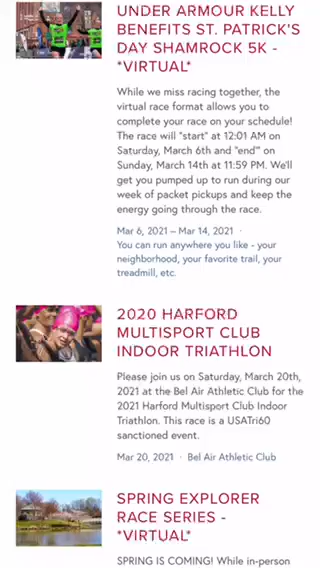 UNDER ARMOUR KELLY
BENEFITS ST. PATRICK'S
DAY SHAMROCK 5K -
*VIRTUAL*
While we miss racing together, the
virtual race format allows you to
complete your race on your schedule!
The race will "start" at 12:01 AM on
Saturday, March 6th and "end"" on
Sunday, March 14th at 11:59 PM. We'll
get you pumped up to run during our
week of packet pickups and keep the
energy going through the race.
Mar 6, 2021 – Mar 14, 2021 ·
You can run anywhere you like - your
neighborhood, your favorite trail, your
treadmill, etc.
2020 HARFORD
MULTISPORT CLUB
INDOOR TRIATHLON
Please join us on Saturday, March 20th,
2021 at the Bel Air Athletic Club for the
2021 Harford Multisport Club Indoor
Triathlon. This race is a USATri60
sanctioned event.
Mar 20, 2021 · Bel Air Athletic Club
SPRING EXPLORER
RACE SERIES -
*VIRTUAL*
SPRING IS COMING! While in-person